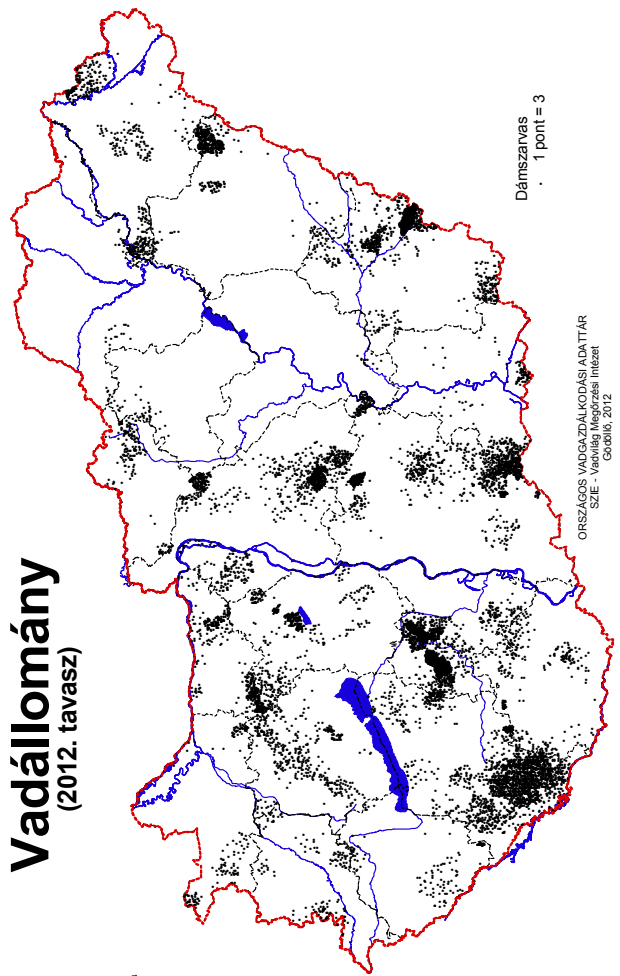 Vadállomány
(2012. tavasz)
Dámszarvas
. 1 pont = 3
ORSZÁGOS VADGAZDÁLKODÁSI ADATTÁR
SZIE - Vadvilág Megőrzési Intézet
Gödöllő, 2012